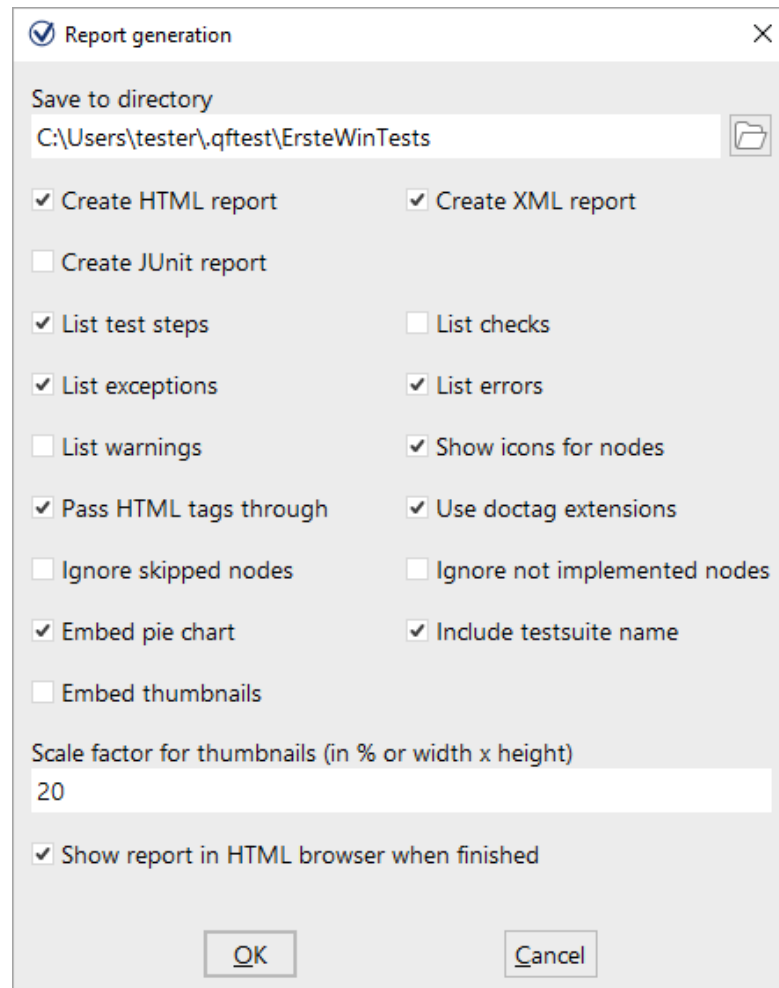 Report generation
Save to directory
C:\Users\tester\.qftest\ErsteWinTests
Create HTML report Create XML report
Create JUnit report
List test steps List checks
List exceptions List errors
List warnings Show icons for nodes
Pass HTML tags through Use doctag extensions
Ignore skipped nodes Ignore not implemented nodes
Embed pie chart Include testsuite name
Embed thumbnails
Scale factor for thumbnails (in % or width x height)
20
Show report in HTML browser when finished
OK Cancel